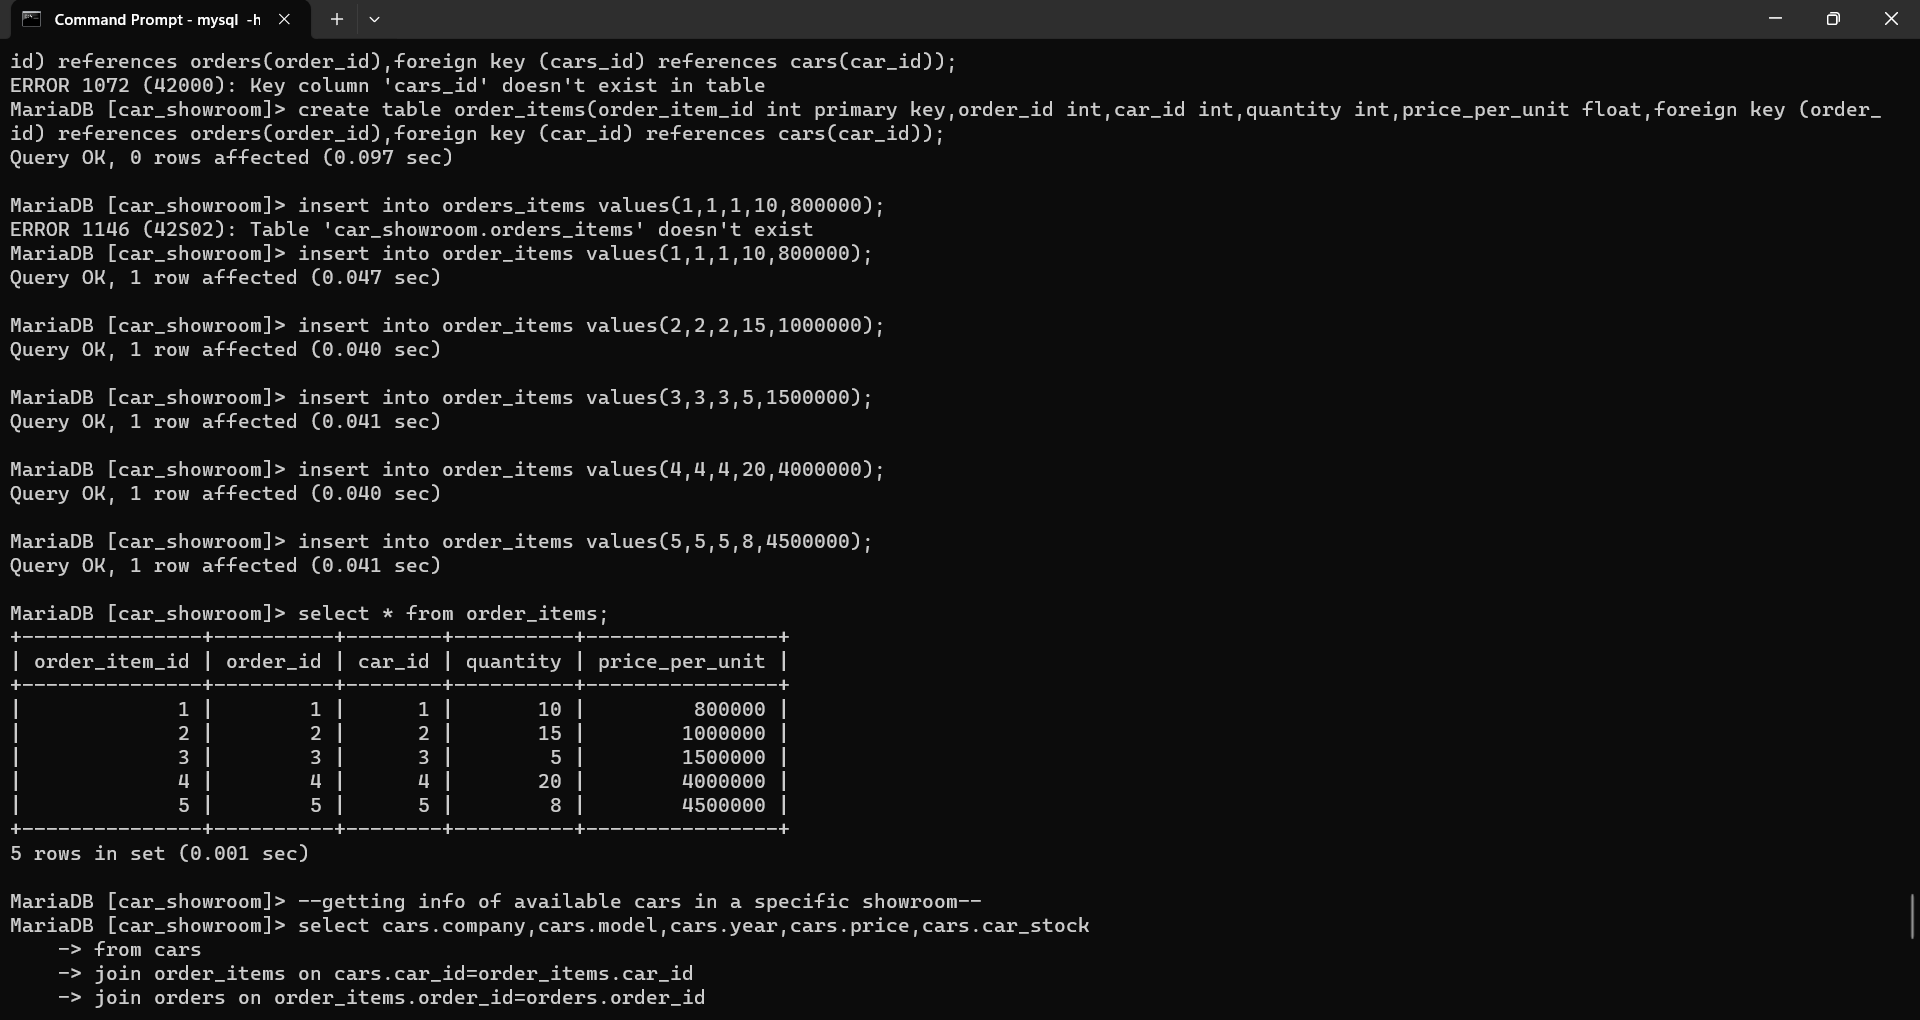 Command Prompt - mysql -h
id) references orders(order_id),foreign key (cars_id) references cars(car_id));
ERROR 1072 (42000): Key column 'cars_id' doesn't exist in table
MariaDB [car_showroom]> create table order_items(order_item_id int primary key,order_id int,car_id int,quantity int,price_per_unit float,foreign key (order_
id) references orders(order_id),foreign key (car_id) references cars(car_id));
Query OK, 0 rows affected (0.097 sec)
MariaDB [car_showroom]> insert into orders_items values(1,1,1,10,800000);
ERROR 1146 (42S02): Table 'car_showroom.orders_items' doesn't exist
MariaDB [car_showroom]> insert into order_items values(1,1,1,10,800000);
Query OK, 1 row affected (0.047 sec)
MariaDB [car_showroom]> insert into order_items values(2,2,2,15,1000000);
Query OK, 1 row affected (0.040 sec)
MariaDB [car_showroom]> insert into order_items values(3,3,3,5,1500000);
Query OK, 1 row affected (0.041 sec)
MariaDB [car_showroom]> insert into order_items values(4,4,4,20,4000000);
Query OK, 1 row affected (0.040 sec)
MariaDB [car_showroom]> insert into order_items values(5,5,5,8,4500000);
Query OK, 1 row affected (0.041 sec)
MariaDB [car_showroom]> select * from order_items;
+---------------+----------+--------+----------+----------------+
| order_item_id | order_id | car_id | quantity | price_per_unit |
+---------------+----------+--------+----------+----------------+
|             1 |        1 |      1 |       10 |         800000 |
|             2 |        2 |      2 |       15 |        1000000 |
|             3 |        3 |      3 |        5 |        1500000 |
|             4 |        4 |      4 |       20 |        4000000 |
|             5 |        5 |      5 |        8 |        4500000 |
+---------------+----------+--------+----------+----------------+
5 rows in set (0.001 sec)
MariaDB [car_showroom]> --getting info of available cars in a specific showroom--
MariaDB [car_showroom]> select cars.company,cars.model,cars.year,cars.price,cars.car_stock
    -> from cars
    -> join order_items on cars.car_id=order_items.car_id
    -> join orders on order_items.order_id=orders.order_id